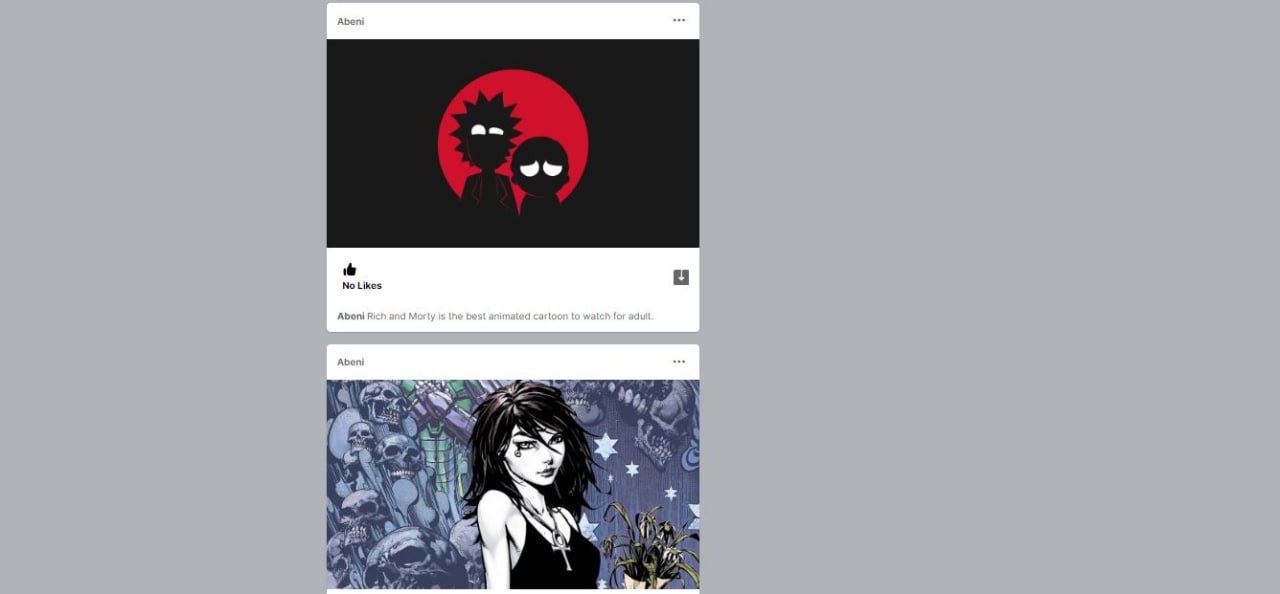 Abeni
No Likes
Abeni Rich and Morty is the best animated cartoon to watch for adult.
Abeni